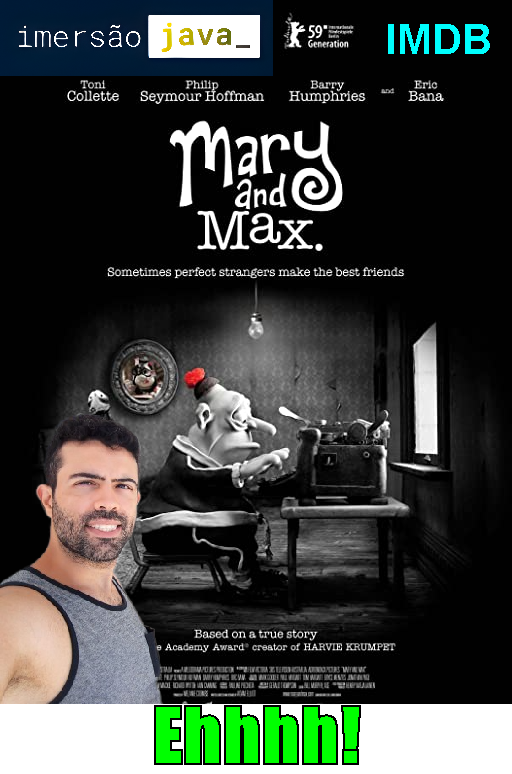 imersão java_
59 Internationale Filmfestspiele Berlin
Generation
IMDB
Toni Collette
Philip Seymour Hoffman
Barry Humphries
and
Eric Bana
Mary
and
Max.
Sometimes perfect strangers make the best friends
Based on a true story
e Academy Award® creator of HARVIE KRUMPET
Ehhhh!